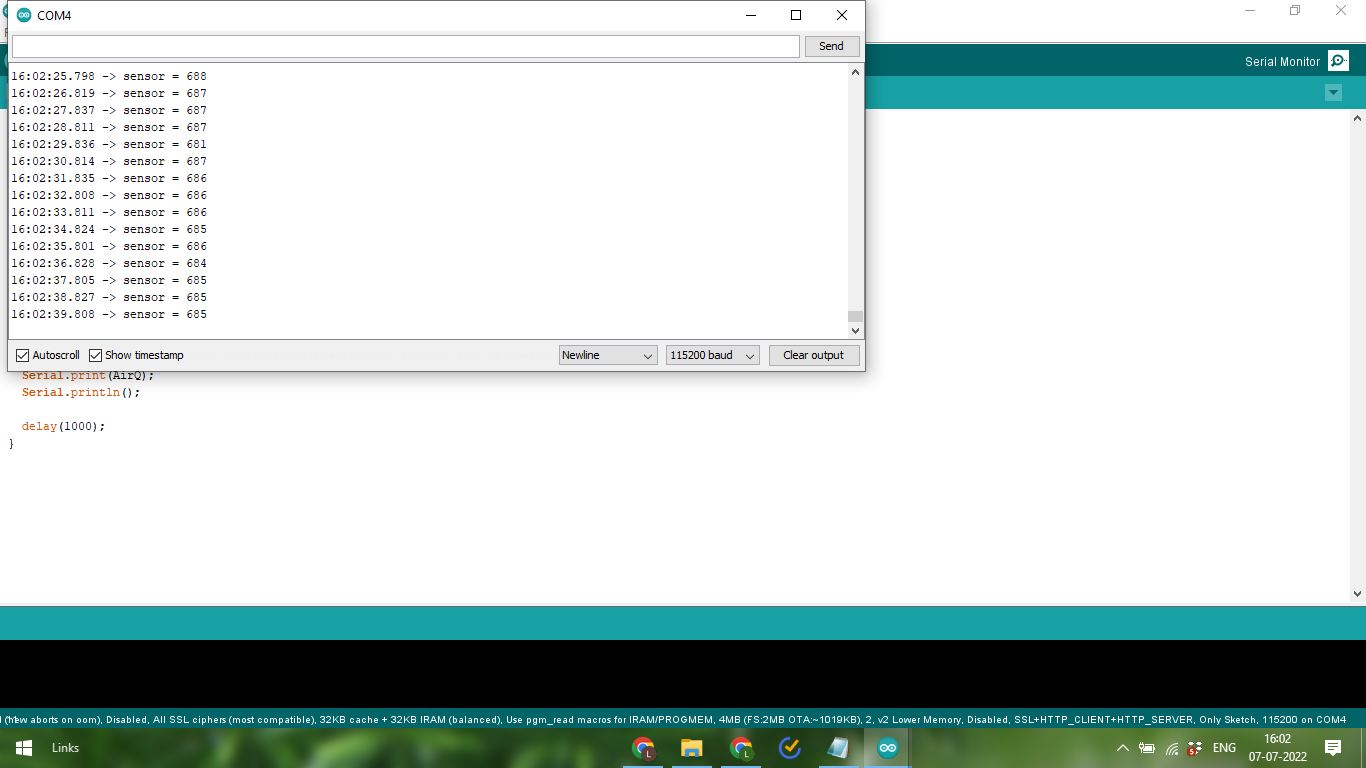 COM4
Send
Serial Monitor
16:02:25.798 -> sensor = 688
16:02:26.819 -> sensor = 687
16:02:27.837 -> sensor = 687
16:02:28.811 -> sensor = 687
16:02:29.836 -> sensor = 681
16:02:30.814 -> sensor = 687
16:02:31.835 -> sensor = 686
16:02:32.808 -> sensor = 686
16:02:33.811 -> sensor = 686
16:02:34.824 -> sensor = 685
16:02:35.801 -> sensor = 686
16:02:36.828 -> sensor = 684
16:02:37.805 -> sensor = 685
16:02:38.827 -> sensor = 685
16:02:39.808 -> sensor = 685
Autoscroll Show timestamp Newline 115200 baud Clear output
Serial.print(AirQ);
Serial.println();
delay(1000);
}
aborts on oom), Disabled, All SSL ciphers (most compatible), 32KB cache + 32KB IRAM (balanced), Use pgm_read macros for IRAM/PROGMEM, 4MB (FS:2MB OTA:~1019KB), 2, v2 Lower Memory, Disabled, SSL+HTTP_CLIENT+HTTP_SERVER, Only Sketch, 115200 on COM4
Links
L
L
5
ENG
16:02
07-07-2022